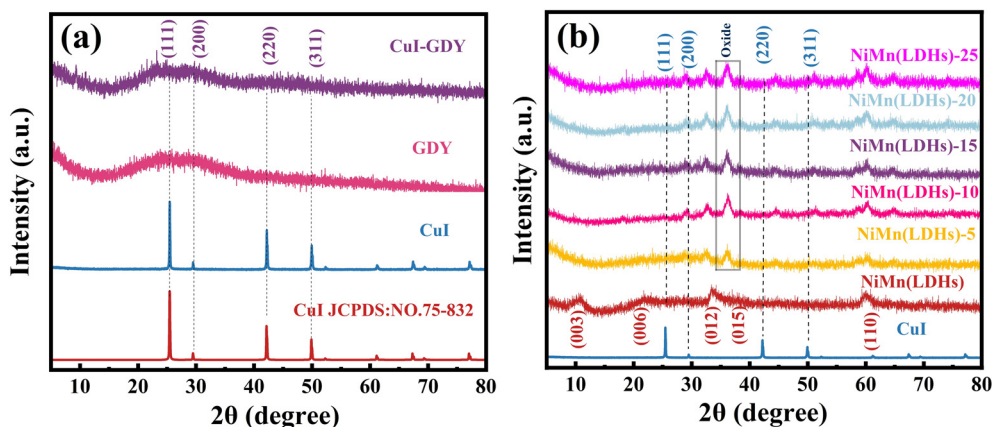 (a)
(111)
(200)
(220)
(311)
CuI-GDY
GDY
CuI
CuI JCPDS:NO.75-832
Intensity (a.u.)
10 20 30 40 50 60 70 80
2θ (degree)
(b)
(111)
(200)
Oxide
(220)
(311)
NiMn(LDHs)-25
NiMn(LDHs)-20
NiMn(LDHs)-15
NiMn(LDHs)-10
NiMn(LDHs)-5
NiMn(LDHs)
(003)
(006)
(012)
(015)
(110)
CuI
Intensity (a.u.)
10 20 30 40 50 60 70 80
2θ (degree)